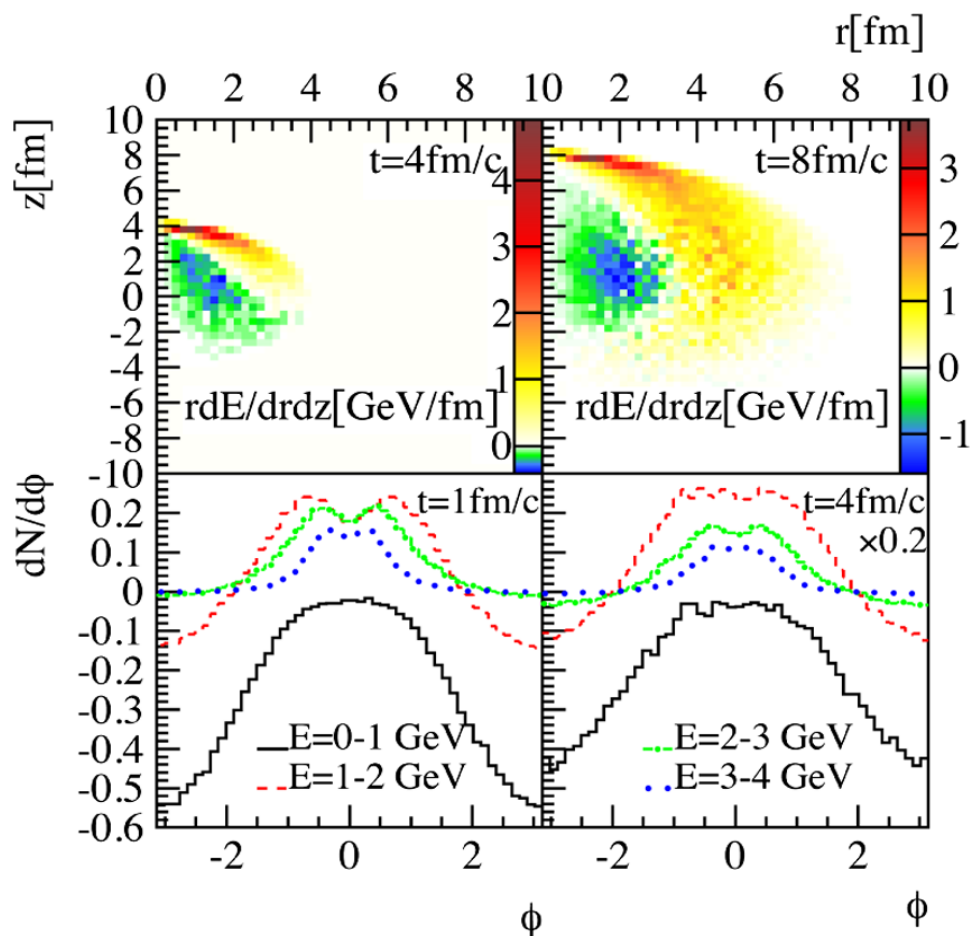 r[fm]
0 2 4 6 8 10 0 2 4 6 8 10
z[fm]
10
8
6
4
2
0
-2
-4
-6
-8
-10
t=4fm/c
4
3
2
1
0
rdE/drdz[GeV/fm]
t=8fm/c
3
2
1
0
-1
rdE/drdz[GeV/fm]
dN/dϕ
0.2
0.1
0
-0.1
-0.2
-0.3
-0.4
-0.5
-0.6
t=1fm/c
E=0-1 GeV
E=1-2 GeV
t=4fm/c
×0.2
E=2-3 GeV
E=3-4 GeV
-2 0 2 -2 0 2
ϕ ϕ